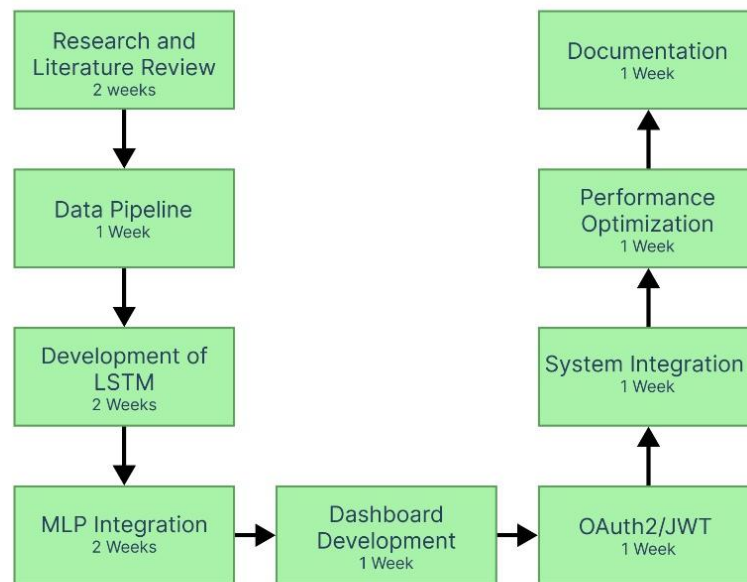 Research and
Literature Review
2 weeks
Data Pipeline
1 Week
Development of
LSTM
2 Weeks
MLP Integration
2 Weeks
Dashboard
Development
1 Week
OAuth2/JWT
1 Week
System Integration
1 Week
Performance
Optimization
1 Week
Documentation
1 Week